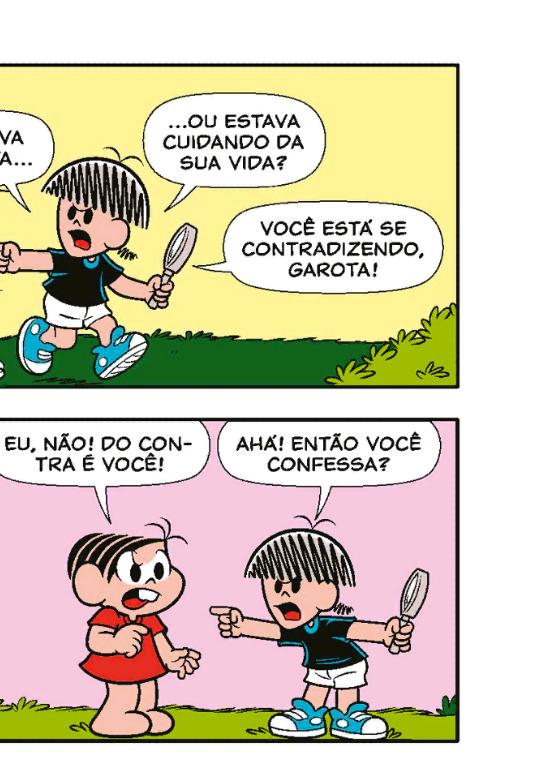 VA
A...
...OU ESTAVA
CUIDANDO DA
SUA VIDA?
VOCÊ ESTÁ SE
CONTRADIZENDO,
GAROTA!
EU, NÃO! DO CON-
TRA É VOCÊ!
AHÁ! ENTÃO VOCÊ
CONFESSA?